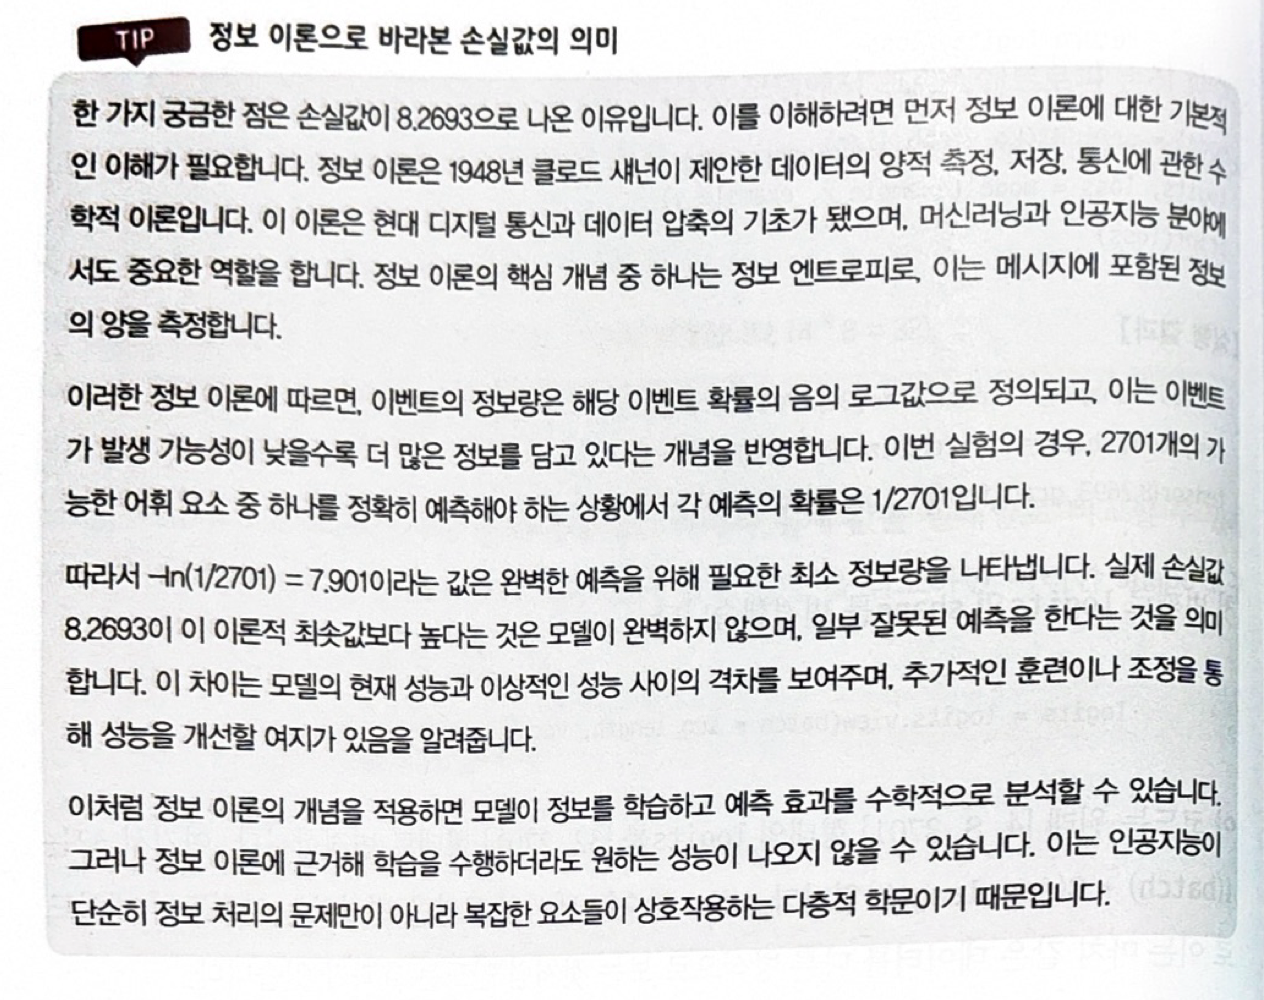 TIP 정보 이론으로 바라본 손실값의 의미
한 가지 궁금한 점은 손실값이 8.2693으로 나온 이유입니다. 이를 이해하려면 먼저 정보 이론에 대한 기본적
인 이해가 필요합니다. 정보 이론은 1948년 클로드 섀넌이 제안한 데이터의 양적 측정, 저장, 통신에 관한 수
학적 이론입니다. 이 이론은 현대 디지털 통신과 데이터 압축의 기초가 됐으며, 머신러닝과 인공지능 분야에
서도 중요한 역할을 합니다. 정보 이론의 핵심 개념 중 하나는 정보 엔트로피로, 이는 메시지에 포함된 정보
의 양을 측정합니다.
이러한 정보 이론에 따르면, 이벤트의 정보량은 해당 이벤트 확률의 음의 로그값으로 정의되고, 이는 이벤트
가 발생 가능성이 낮을수록 더 많은 정보를 담고 있다는 개념을 반영합니다. 이번 실험의 경우, 2701개의 가
능한 어휘 요소 중 하나를 정확히 예측해야 하는 상황에서 각 예측의 확률은 1/2701입니다.
따라서 -ln(1/2701) = 7.901이라는 값은 완벽한 예측을 위해 필요한 최소 정보량을 나타냅니다. 실제 손실값
8.2693이 이 이론적 최솟값보다 높다는 것은 모델이 완벽하지 않으며, 일부 잘못된 예측을 한다는 것을 의미
합니다. 이 차이는 모델의 현재 성능과 이상적인 성능 사이의 격차를 보여주며, 추가적인 훈련이나 조정을 통
해 성능을 개선할 여지가 있음을 알려줍니다.
이처럼 정보 이론의 개념을 적용하면 모델이 정보를 학습하고 예측 효과를 수학적으로 분석할 수 있습니다.
그러나 정보 이론에 근거해 학습을 수행하더라도 원하는 성능이 나오지 않을 수 있습니다. 이는 인공지능이
단순히 정보 처리의 문제만이 아니라 복잡한 요소들이 상호작용하는 다층적 학문이기 때문입니다.